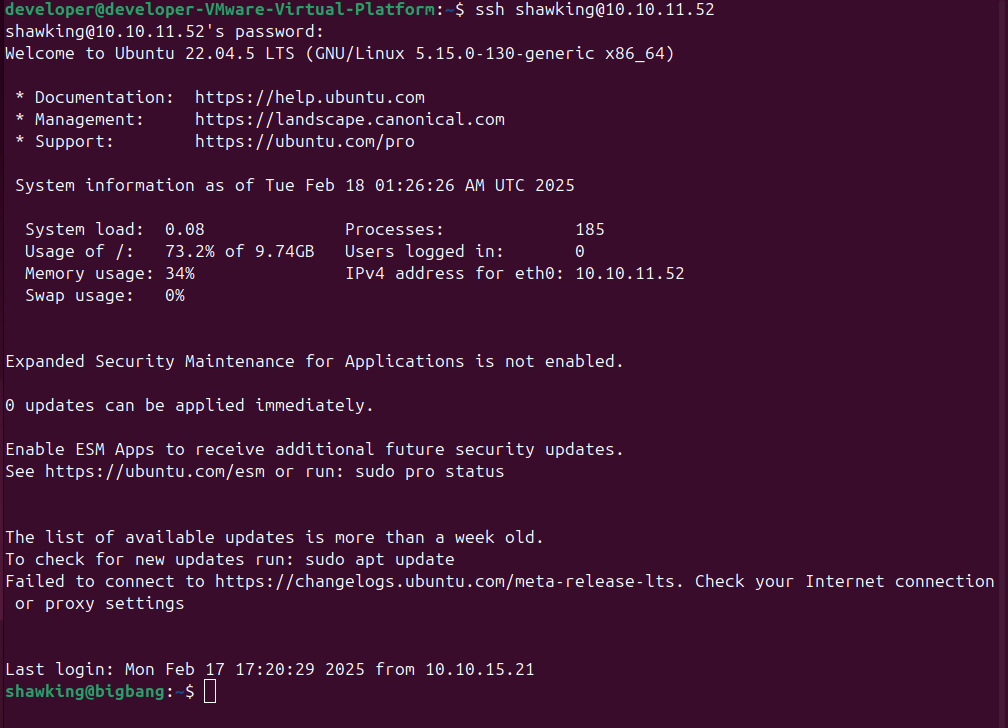 developer@developer-VMware-Virtual-Platform:~$ ssh shawking@10.10.11.52
shawking@10.10.11.52's password:
Welcome to Ubuntu 22.04.5 LTS (GNU/Linux 5.15.0-130-generic x86_64)
* Documentation:  https://help.ubuntu.com
* Management:     https://landscape.canonical.com
* Support:        https://ubuntu.com/pro
System information as of Tue Feb 18 01:26:26 AM UTC 2025
System load:  0.08              Processes:             185
Usage of /:   73.2% of 9.74GB   Users logged in:       0
Memory usage: 34%               IPv4 address for eth0: 10.10.11.52
Swap usage:   0%
Expanded Security Maintenance for Applications is not enabled.
0 updates can be applied immediately.
Enable ESM Apps to receive additional future security updates.
See https://ubuntu.com/esm or run: sudo pro status
The list of available updates is more than a week old.
To check for new updates run: sudo apt update
Failed to connect to https://changelogs.ubuntu.com/meta-release-lts. Check your Internet connection
or proxy settings
Last login: Mon Feb 17 17:20:29 2025 from 10.10.15.21
shawking@bigbang:~$